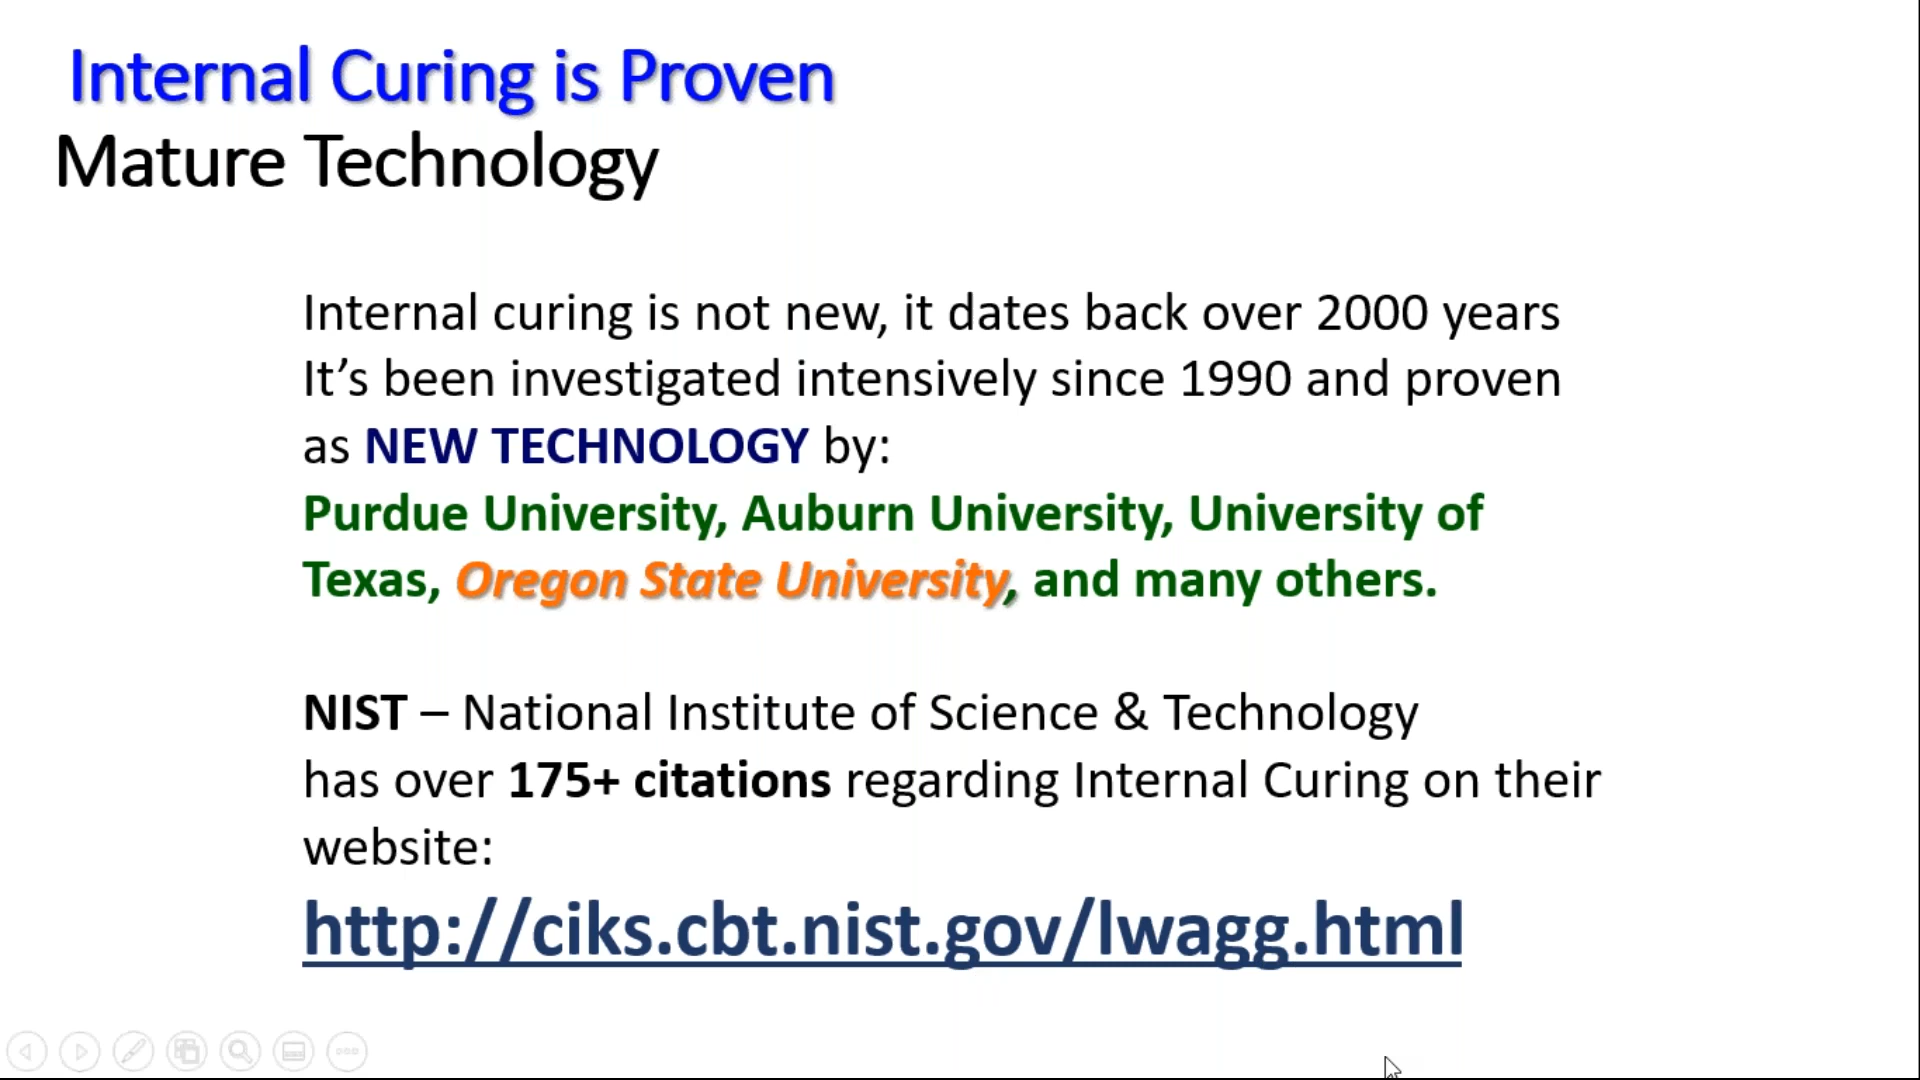 Internal Curing is Proven
Mature Technology
Internal curing is not new, it dates back over 2000 years
It’s been investigated intensively since 1990 and proven
as NEW TECHNOLOGY by:
Purdue University, Auburn University, University of
Texas, Oregon State University, and many others.
NIST – National Institute of Science & Technology
has over 175+ citations regarding Internal Curing on their
website:
http://ciks.cbt.nist.gov/lwagg.html